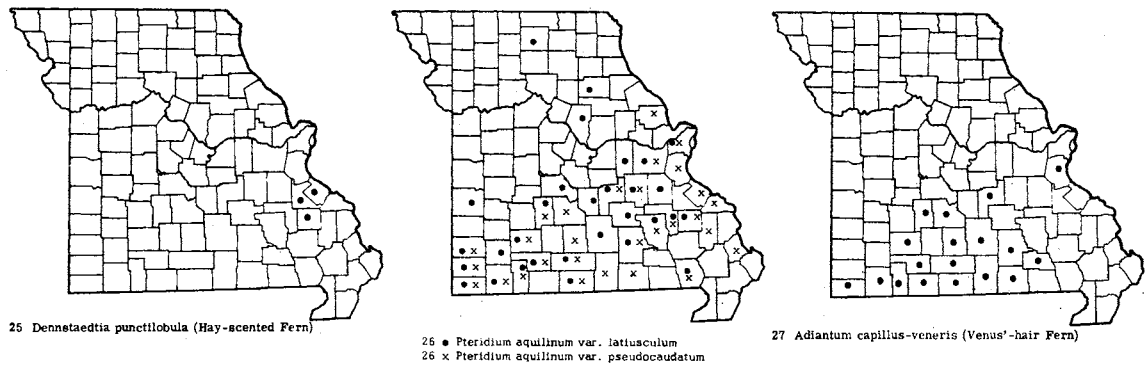 25 Dennstaedtia punctilobula (Hay-scented Fern)
26 ● Pteridium aquilinum var. latiusculum
26 x Pteridium aquilinum var. pseudocaudatum
27 Adiantum capillus-veneris (Venus'-hair Fern)